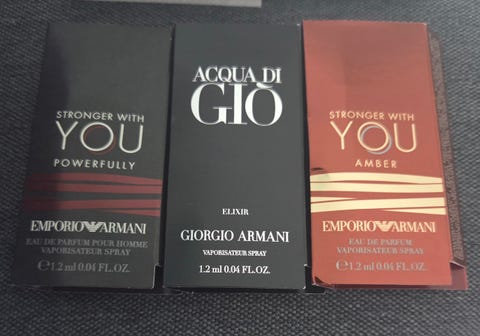 STRONGER WITH
YOU
POWERFULLY
EMPORIO ARMANI
EAU DE PARFUM POUR HOMME
VAPORISATEUR SPRAY
℮1.2 ml 0.04 FL.OZ.
ACQUA DI
GIÒ
ELIXIR
GIORGIO ARMANI
VAPORISATEUR SPRAY
1.2 ml 0.04 FL.OZ.
STRONGER WITH
YOU
AMBER
EMPORIO ARMANI
EAU DE PARFUM
VAPORISATEUR SPRAY
℮1.2 ml 0.04 FL.OZ.